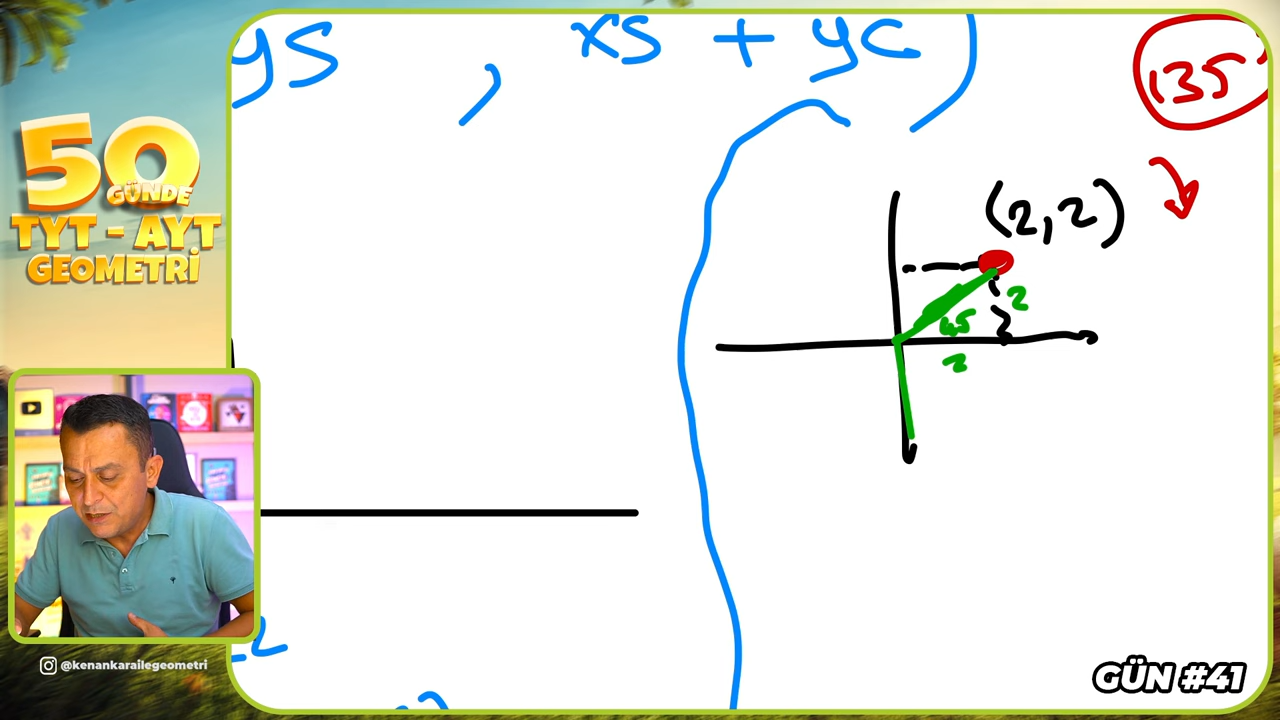 50
GÜNDE
TYT - AYT
GEOMETRİ
ys , xs + yc )
135°
(2,2)
2
45
2
@kenankarailegeometri
GÜN #41